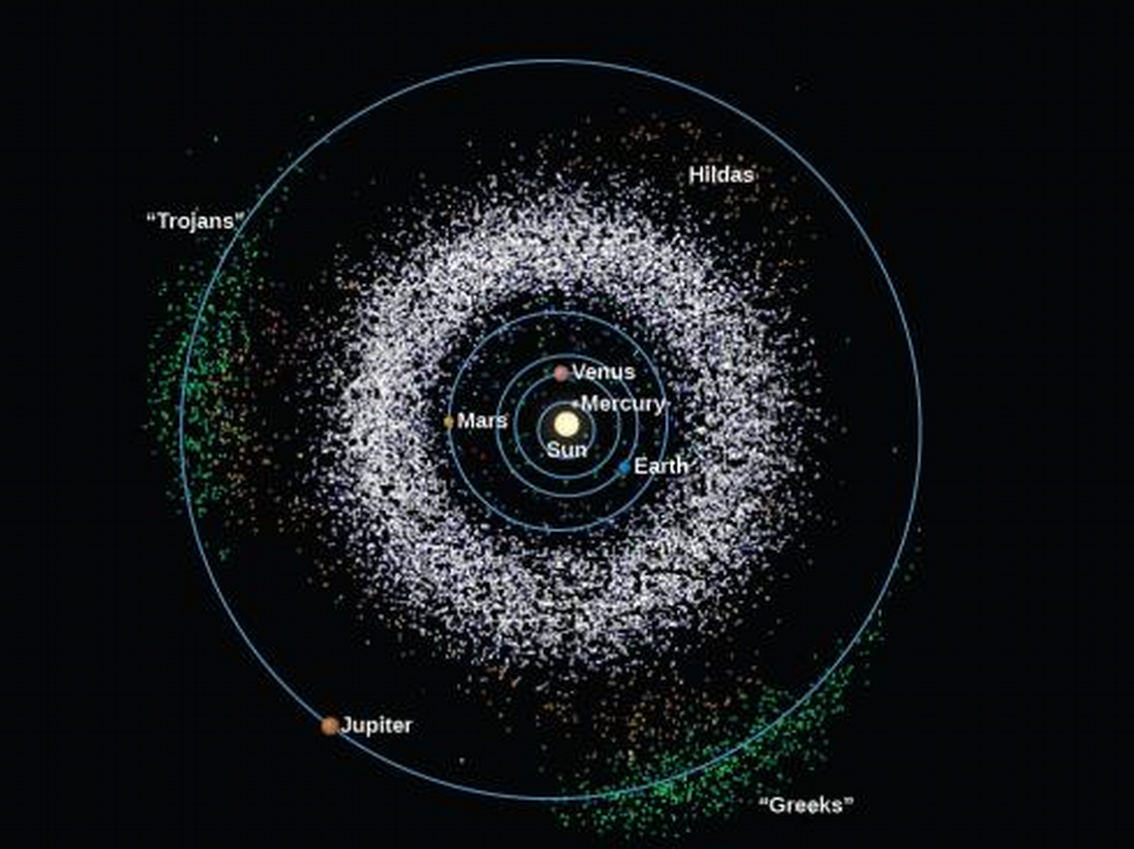 Hildas
“Trojans”
Venus
Mercury
Mars
Sun
Earth
Jupiter
“Greeks”